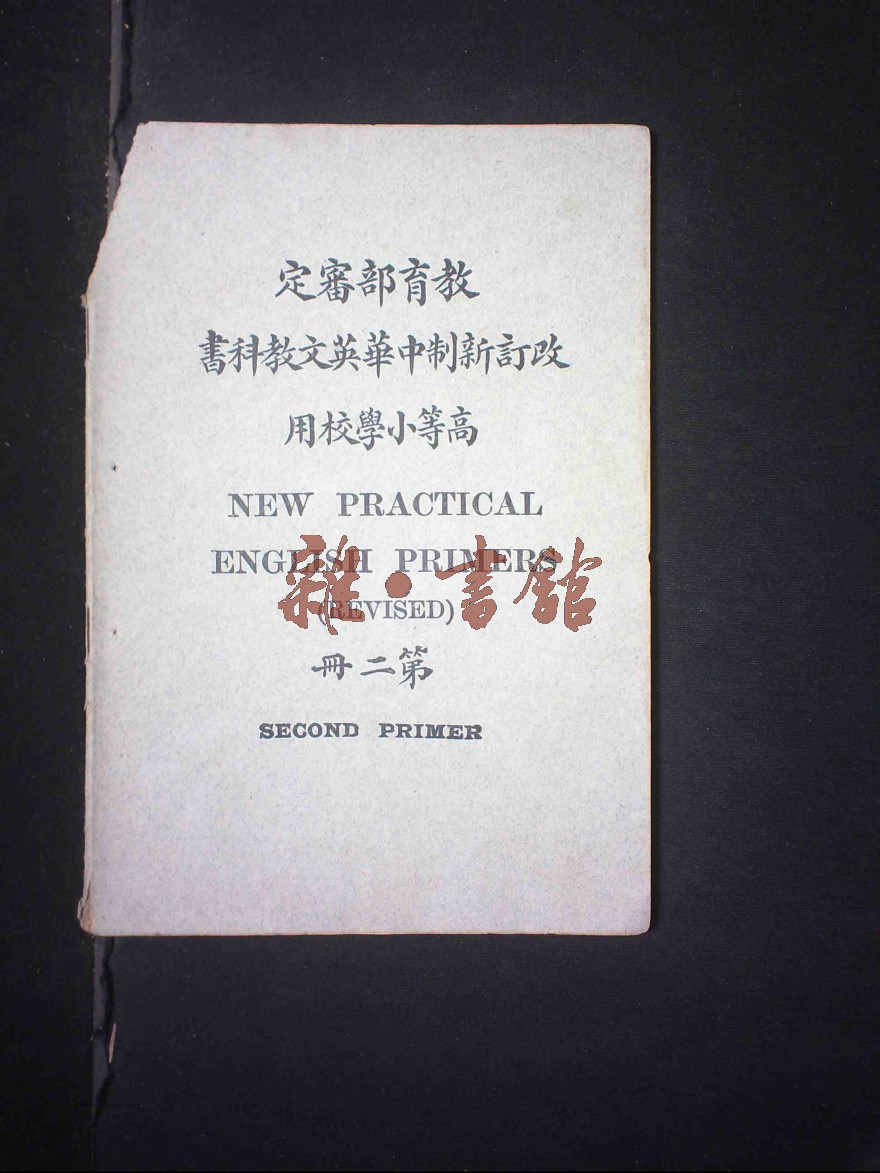 教育部審定
改訂新制中華英文教科書
高等小學校用
NEW PRACTICAL
ENGLISH PRIMERS
(REVISED)
雜·書館
第二冊
SECOND PRIMER